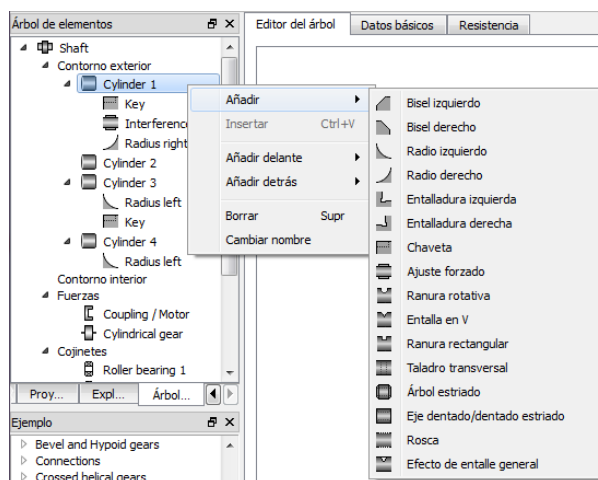 Árbol de elementos
Shaft
Contorno exterior
Cylinder 1
Key
Interference
Radius right
Cylinder 2
Cylinder 3
Radius left
Key
Cylinder 4
Radius left
Contorno interior
Fuerzas
Coupling / Motor
Cylindrical gear
Cojinetes
Roller bearing 1
Proy...
Expl...
Árbol...
Ejemplo
Bevel and Hypoid gears
Connections
Crossed helical gears
Editor del árbol
Datos básicos
Resistencia
Añadir
Insertar Ctrl+V
Añadir delante
Añadir detrás
Borrar Supr
Cambiar nombre
Bisel izquierdo
Bisel derecho
Radio izquierdo
Radio derecho
Entalladura izquierda
Entalladura derecha
Chaveta
Ajuste forzado
Ranura rotativa
Entalla en V
Ranura rectangular
Taladro transversal
Árbol estriado
Eje dentado/dentado estriado
Rosca
Efecto de entalle general